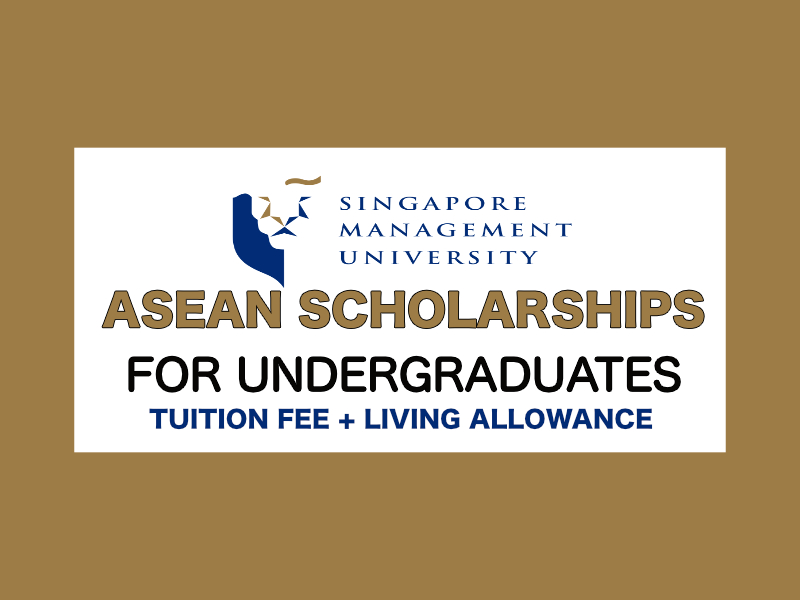 SINGAPORE
MANAGEMENT
UNIVERSITY
ASEAN SCHOLARSHIPS
FOR UNDERGRADUATES
TUITION FEE + LIVING ALLOWANCE